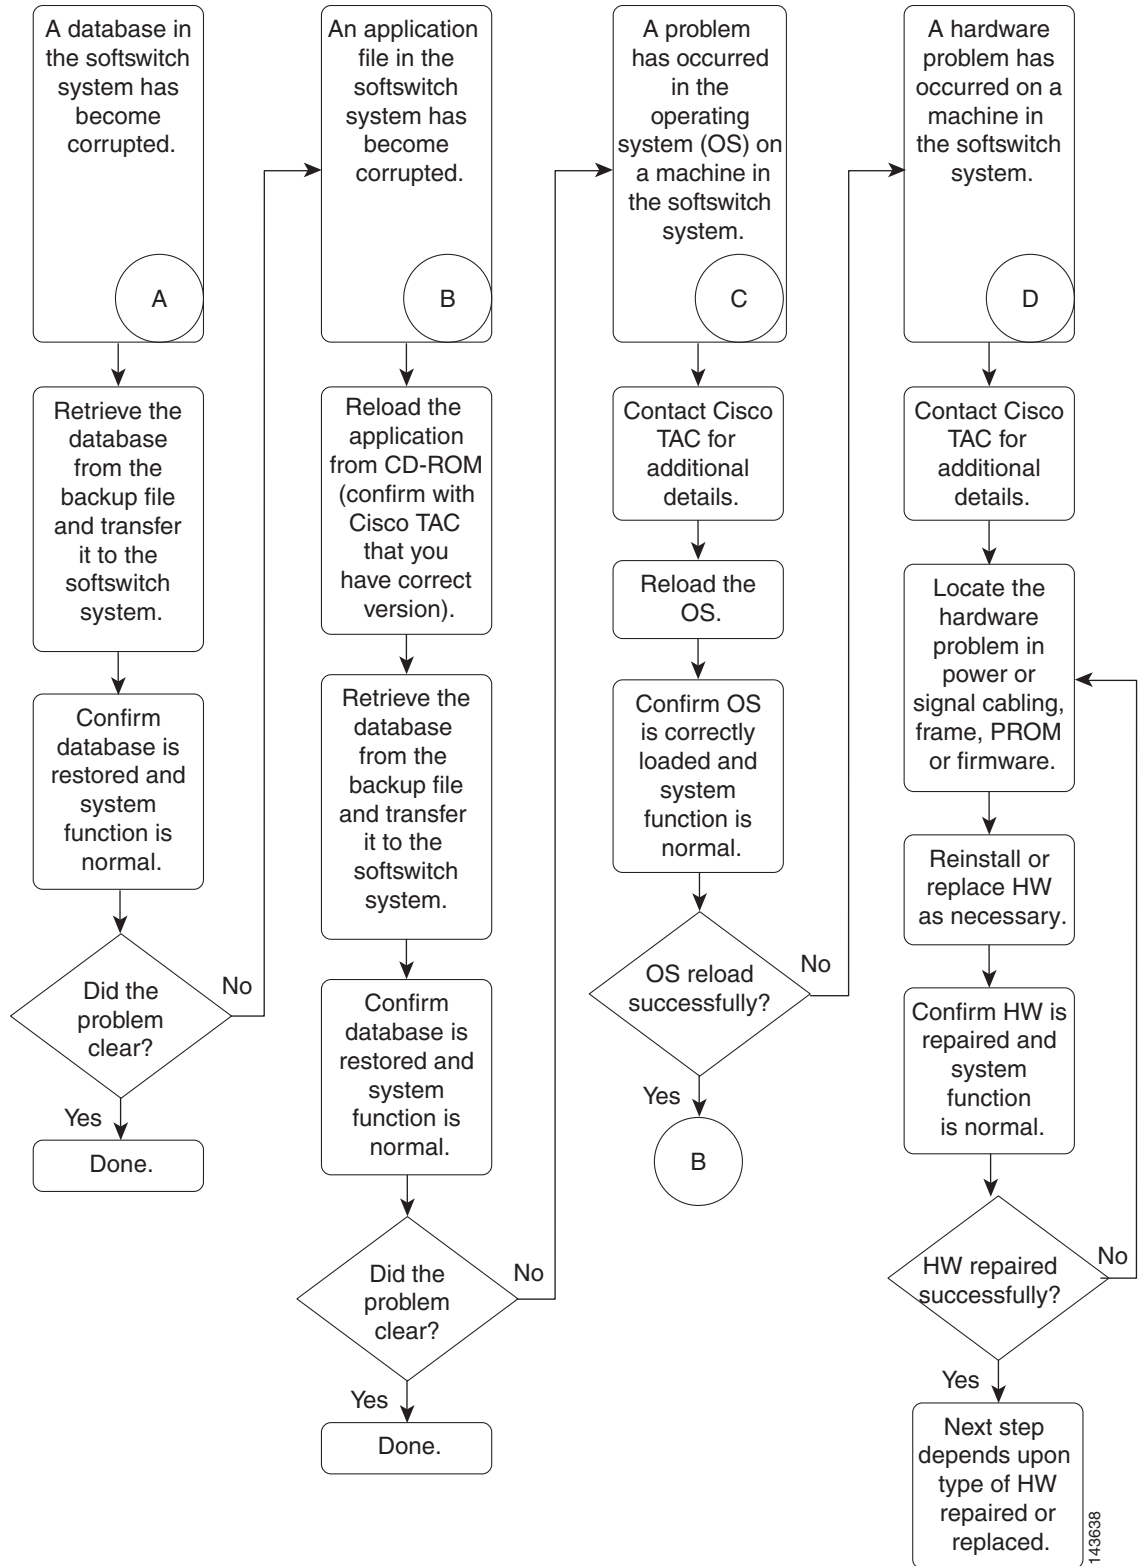 A database in
the softswitch
system has
become
corrupted.
A
Retrieve the
database
from the
backup file
and transfer
it to the
softswitch
system.
Confirm
database is
restored and
system
function is
normal.
Did the
problem
clear?
No
Yes
Done.
An application
file in the
softswitch
system has
become
corrupted.
B
Reload the
application
from CD-ROM
(confirm with
Cisco TAC
that you
have correct
version).
Retrieve the
database
from the
backup file
and transfer
it to the
softswitch
system.
Confirm
database is
restored and
system
function is
normal.
Did the
problem
clear?
No
Yes
Done.
A problem
has occurred
in the
operating
system (OS) on
a machine in
the softswitch
system.
C
Contact Cisco
TAC for
additional
details.
Reload the
OS.
Confirm OS
is correctly
loaded and
system
function is
normal.
OS reload
successfully?
No
Yes
B
A hardware
problem has
occurred on a
machine in
the softswitch
system.
D
Contact Cisco
TAC for
additional
details.
Locate the
hardware
problem in
power or
signal cabling,
frame, PROM
or firmware.
Reinstall or
replace HW
as necessary.
Confirm HW is
repaired and
system
function
is normal.
HW repaired
successfully?
No
Yes
Next step
depends upon
type of HW
repaired or
replaced.
143638